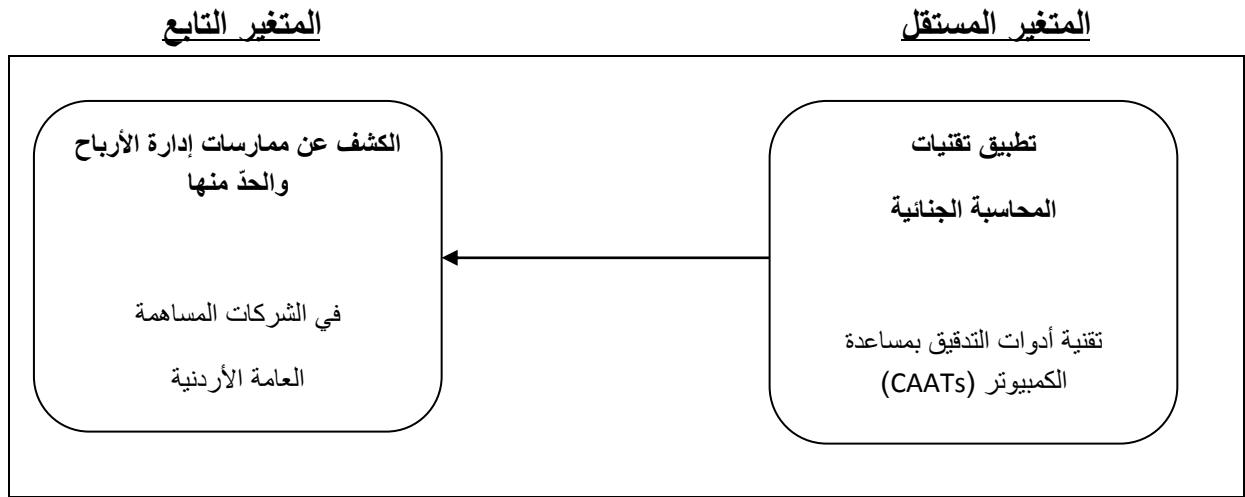 المتغير المستقل
المتغير التابع
تطبيق تقنيات
المحاسبة الجنائية
تقنية أدوات التدقيق بمساعدة
الكمبيوتر (CAATs)
الكشف عن ممارسات إدارة الأرباح
والحدّ منها
في الشركات المساهمة
العامة الأردنية